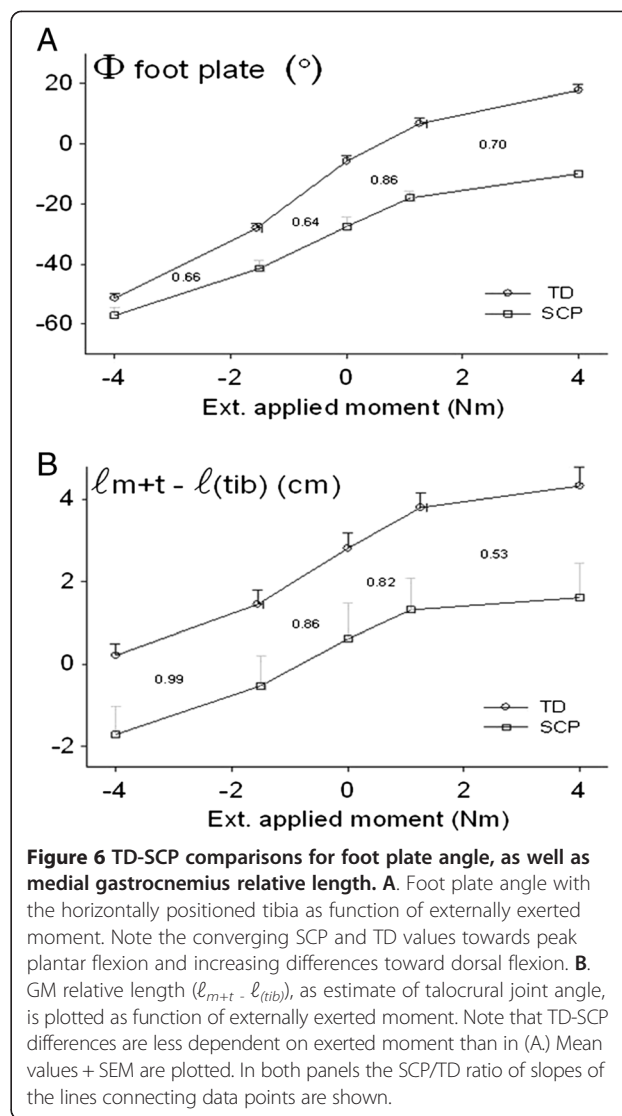 A
Φ foot plate (°)
20
0
-20
-40
-60
0.70
0.86
0.64
0.66
TD
SCP
-4 -2 0 2 4
Ext. applied moment (Nm)
B
ℓm+t - ℓ(tib) (cm)
4
2
0
-2
0.53
0.82
0.86
0.99
TD
SCP
-4 -2 0 2 4
Ext. applied moment (Nm)
Figure 6 TD-SCP comparisons for foot plate angle, as well as
medial gastrocnemius relative length. A. Foot plate angle with
the horizontally positioned tibia as function of externally exerted
moment. Note the converging SCP and TD values towards peak
plantar flexion and increasing differences toward dorsal flexion. B.
GM relative length (ℓm+t - ℓ(tib)), as estimate of talocrural joint angle,
is plotted as function of externally exerted moment. Note that TD-SCP
differences are less dependent on exerted moment than in (A.) Mean
values + SEM are plotted. In both panels the SCP/TD ratio of slopes of
the lines connecting data points are shown.